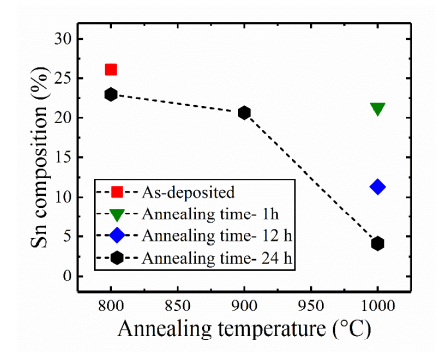 30
25
20
15
10
5
0
Sn composition (%)
As-deposited
Annealing time- 1h
Annealing time- 12 h
Annealing time- 24 h
800 850 900 950 1000
Annealing temperature (°C)